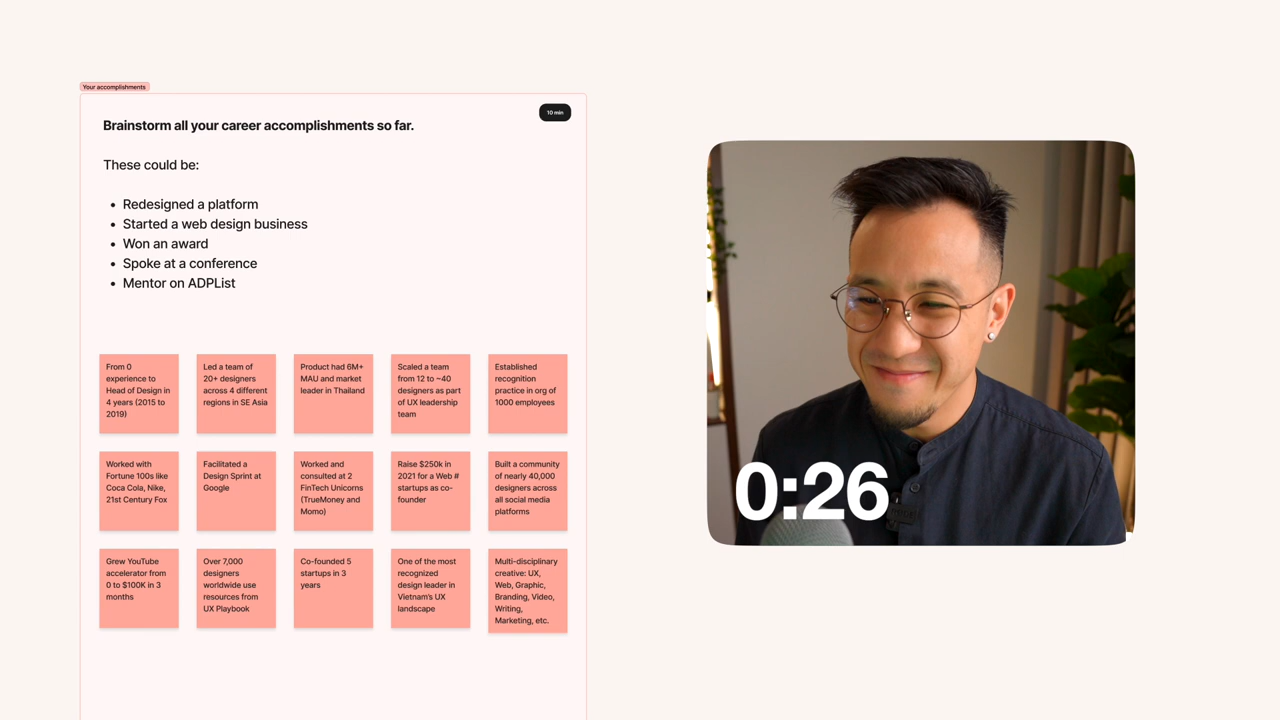 Your accomplishments
10 min
Brainstorm all your career accomplishments so far.
These could be:
• Redesigned a platform
• Started a web design business
• Won an award
• Spoke at a conference
• Mentor on ADPList
From 0
experience to
Head of Design in
4 years (2015 to
2019)
Led a team of
20+ designers
across 4 different
regions in SE Asia
Product had 6M+
MAU and market
leader in Thailand
Scaled a team
from 12 to ~40
designers as part
of UX leadership
team
Established
recognition
practice in org of
1000 employees
Worked with
Fortune 100s like
Coca Cola, Nike,
21st Century Fox
Facilitated a
Design Sprint at
Google
Worked and
consulted at 2
FinTech Unicorns
(TrueMoney and
Momo)
Raise $250k in
2021 for a Web #
startups as co-
founder
Built a community
of nearly 40,000
designers across
all social media
platforms
Grew YouTube
accelerator from
0 to $100K in 3
months
Over 7,000
designers
worldwide use
resources from
UX Playbook
Co-founded 5
startups in 3
years
One of the most
recognized
design leader in
Vietnam's UX
landscape
Multi-disciplinary
creative: UX,
Web, Graphic,
Branding, Video,
Writing,
Marketing, etc.
0:26